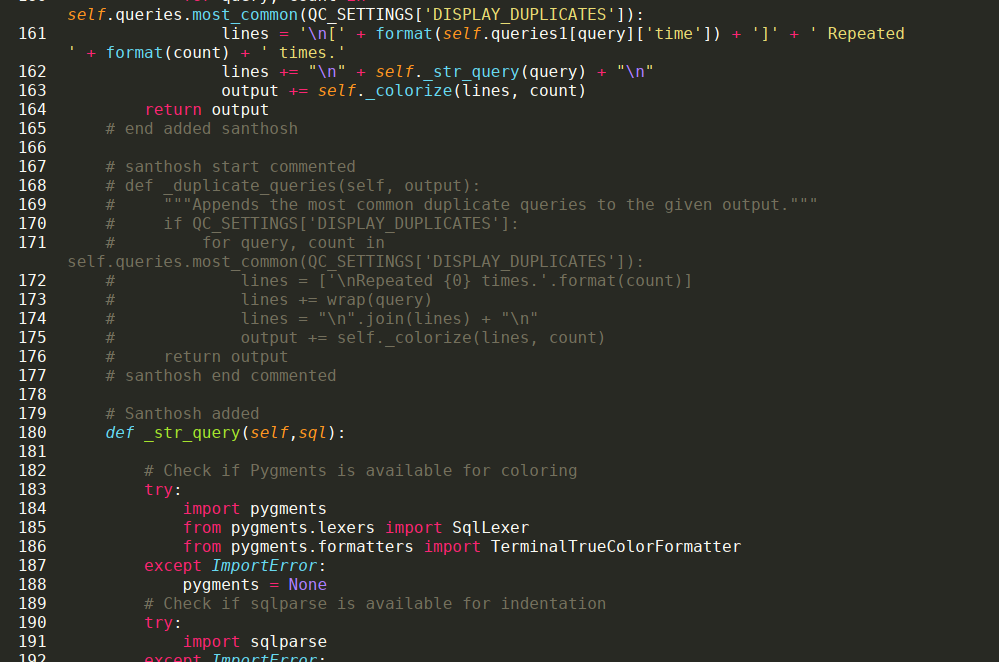 for query, count in
self.queries.most_common(QC_SETTINGS['DISPLAY_DUPLICATES']):
161                 lines = '\n[' + format(self.queries1[query]['time']) + ']' + ' Repeated
' + format(count) + ' times.'
162                 lines += "\n" + self._str_query(query) + "\n"
163                 output += self._colorize(lines, count)
164         return output
165     # end added santhosh
166
167     # santhosh start commented
168     # def _duplicate_queries(self, output):
169     #     """Appends the most common duplicate queries to the given output."""
170     #     if QC_SETTINGS['DISPLAY_DUPLICATES']:
171     #         for query, count in
self.queries.most_common(QC_SETTINGS['DISPLAY_DUPLICATES']):
172     #             lines = ['\nRepeated {0} times.'.format(count)]
173     #             lines += wrap(query)
174     #             lines = "\n".join(lines) + "\n"
175     #             output += self._colorize(lines, count)
176     #     return output
177     # santhosh end commented
178
179     # Santhosh added
180     def _str_query(self,sql):
181
182         # Check if Pygments is available for coloring
183         try:
184             import pygments
185             from pygments.lexers import SqlLexer
186             from pygments.formatters import TerminalTrueColorFormatter
187         except ImportError:
188             pygments = None
189         # Check if sqlparse is available for indentation
190         try:
191             import sqlparse
192         except ImportError: